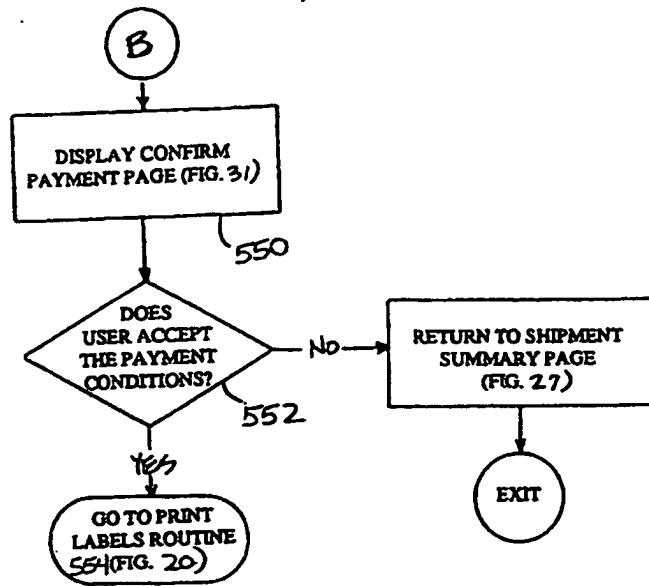 B
DISPLAY CONFIRM
PAYMENT PAGE (FIG. 31)
550
DOES
USER ACCEPT
THE PAYMENT
CONDITIONS?
552
NO
RETURN TO SHIPMENT
SUMMARY PAGE
(FIG. 27)
YES
EXIT
GO TO PRINT
LABELS ROUTINE
554 (FIG. 20)